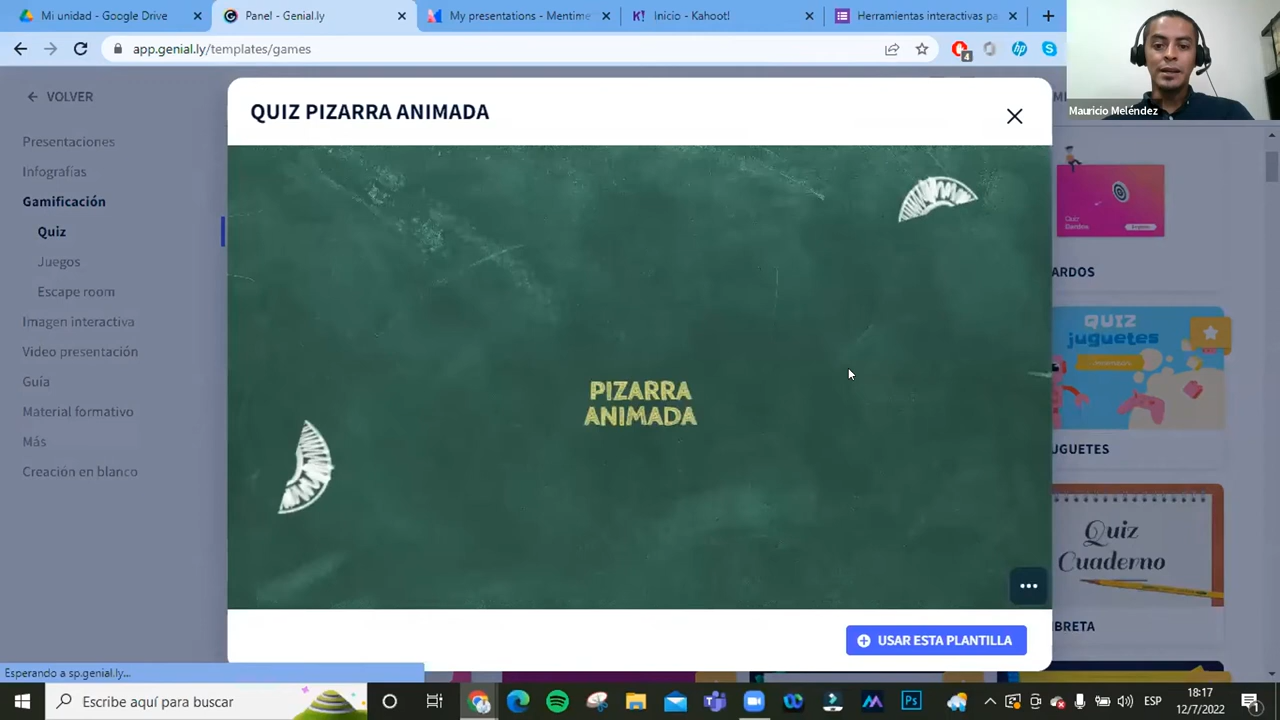 Mi unidad - Google Drive
Panel - Genial.ly
My presentations - Mentime
Inicio - Kahoot!
Herramientas interactivas pa
app.genial.ly/templates/games
4
Mauricio Meléndez
VOLVER
Presentaciones
Infografías
Gamificación
Quiz
Juegos
Escape room
Imagen interactiva
Video presentación
Guía
Material formativo
Más
Creación en blanco
QUIZ PIZARRA ANIMADA
PIZARRA
ANIMADA
USAR ESTA PLANTILLA
ARDOS
QUIZ
juguetes
UGUETES
Quiz
Cuaderno
BRETA
Esperando a sp.genial.ly...
Escribe aquí para buscar
ESP
18:17
12/7/2022
1